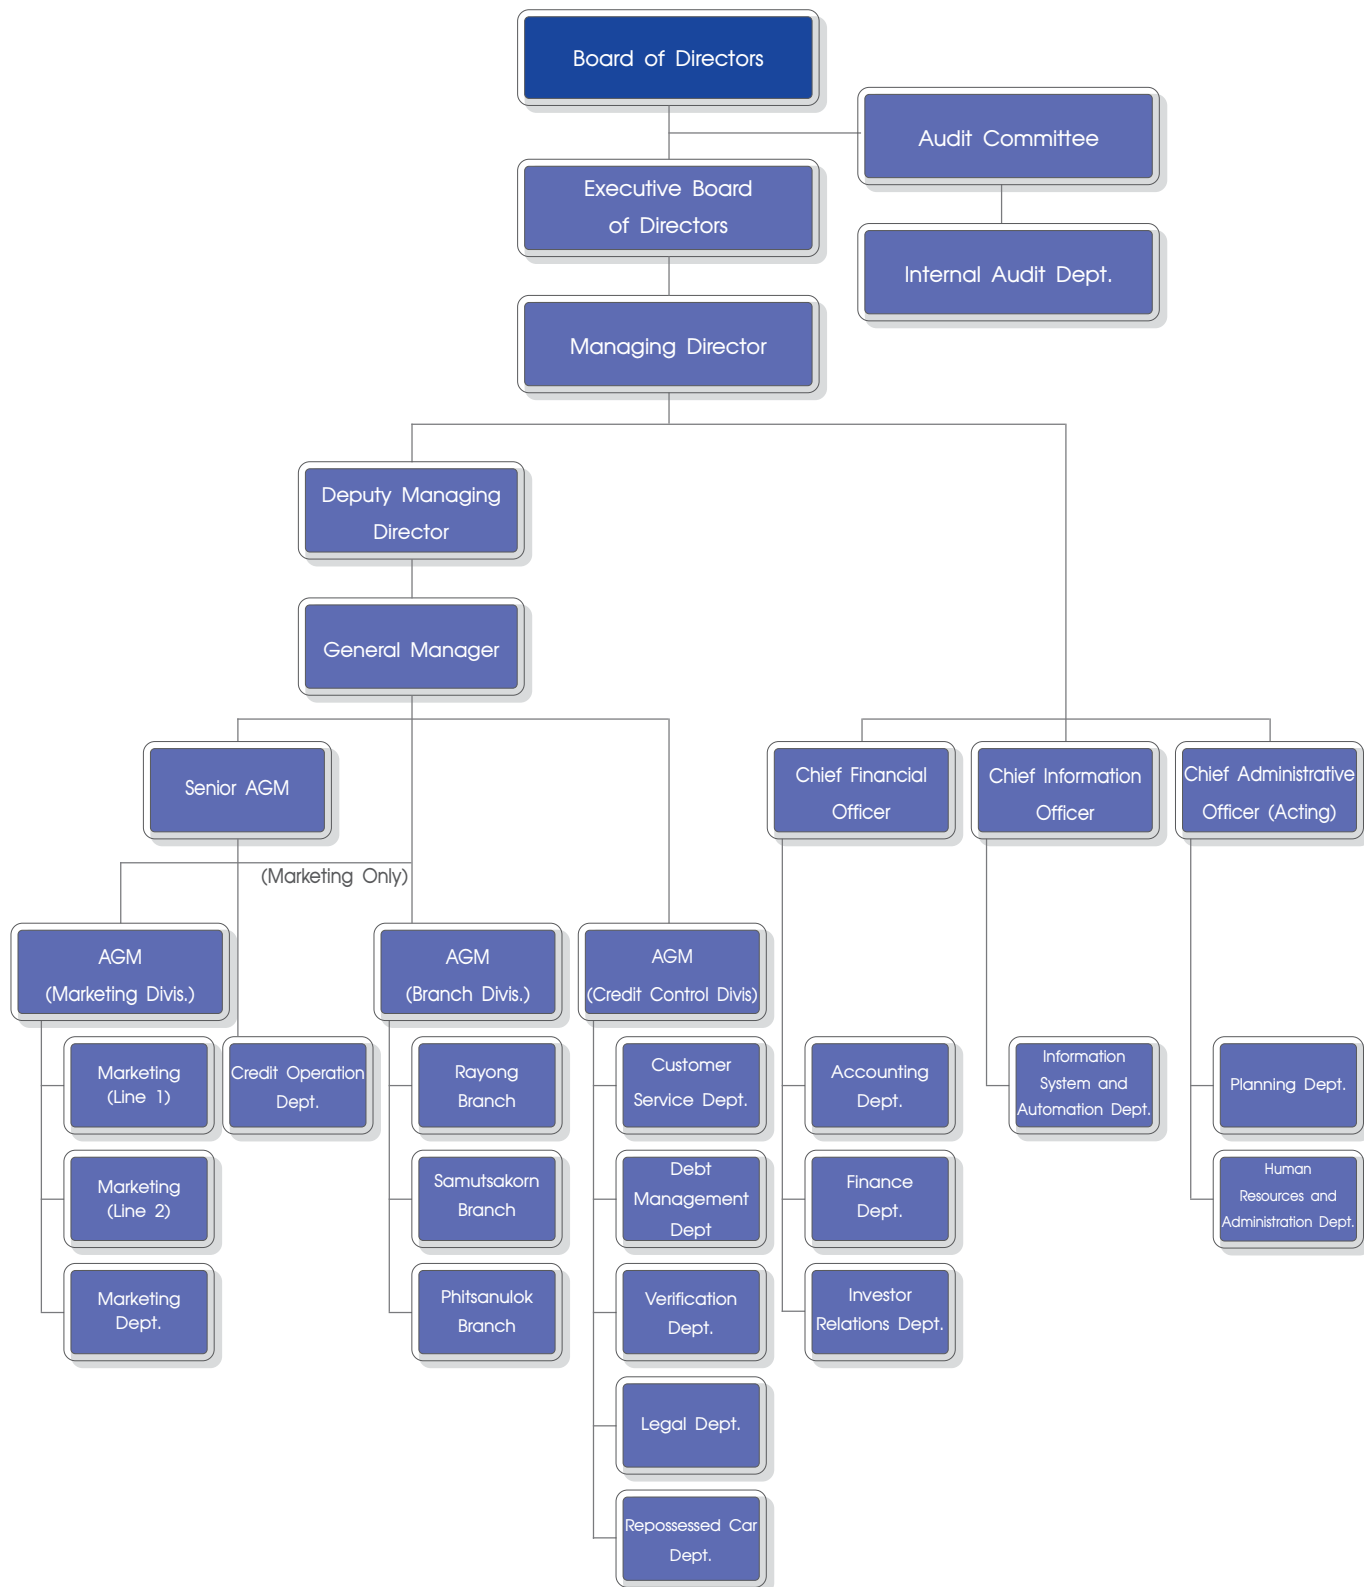 Board of Directors
Audit Committee
Executive Board
of Directors
Internal Audit Dept.
Managing Director
Deputy Managing
Director
General Manager
Senior AGM
Chief Financial
Officer
Chief Information
Officer
Chief Administrative
Officer (Acting)
(Marketing Only)
AGM
(Marketing Divis.)
AGM
(Branch Divis.)
AGM
(Credit Control Divis)
Marketing
(Line 1)
Credit Operation
Dept.
Rayong
Branch
Customer
Service Dept.
Accounting
Dept.
Information
System and
Automation Dept.
Planning Dept.
Marketing
(Line 2)
Samutsakorn
Branch
Debt
Management
Dept
Finance
Dept.
Human
Resources and
Administration Dept.
Marketing
Dept.
Phitsanulok
Branch
Verification
Dept.
Investor
Relations Dept.
Legal Dept.
Repossessed Car
Dept.